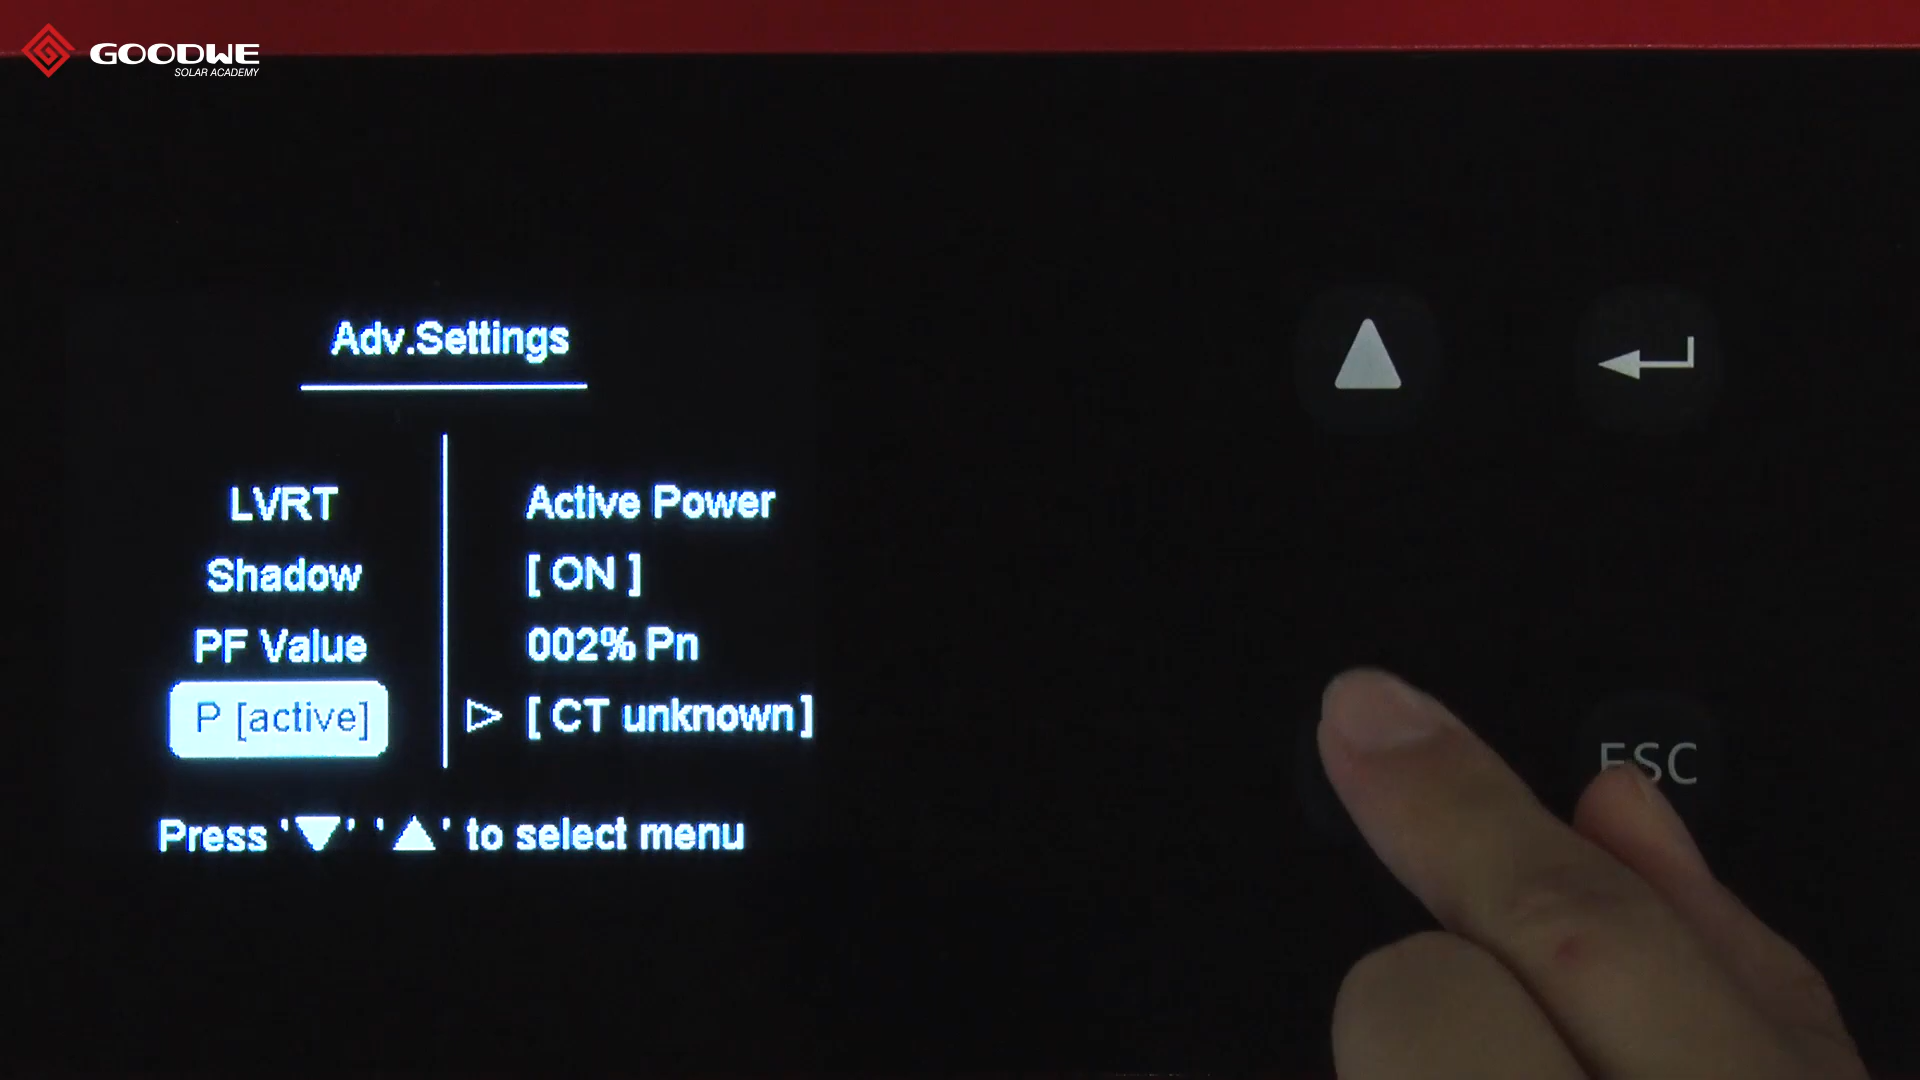 GOODWE
SOLAR ACADEMY
Adv.Settings
LVRT
Shadow
PF Value
P [active]
Active Power
[ ON ]
002% Pn
▷ [ CT unknown]
Press '▼' '▲' to select menu
ESC